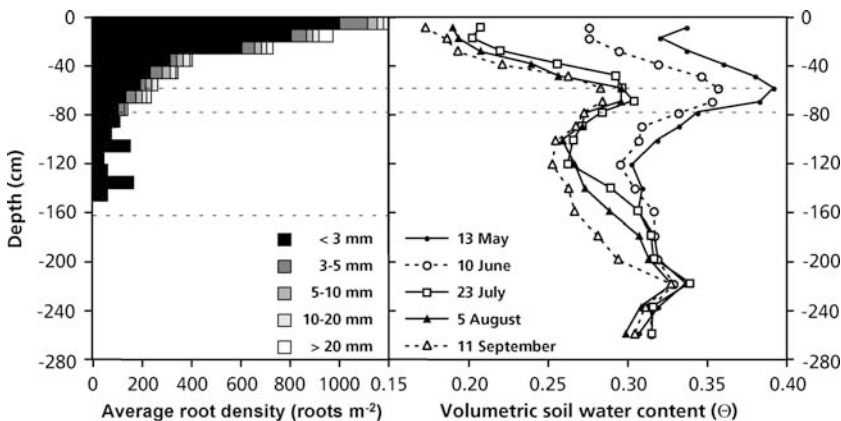 0
-40
-80
-120
-160
-200
-240
-280
Depth (cm)
< 3 mm
3-5 mm
5-10 mm
10-20 mm
> 20 mm
0 200 400 600 800 1000 0.15 0.20 0.25 0.30 0.35 0.40
Average root density (roots m-2)
13 May
10 June
23 July
5 August
11 September
Volumetric soil water content (Θ)
0
-40
-80
-120
-160
-200
-240
-280